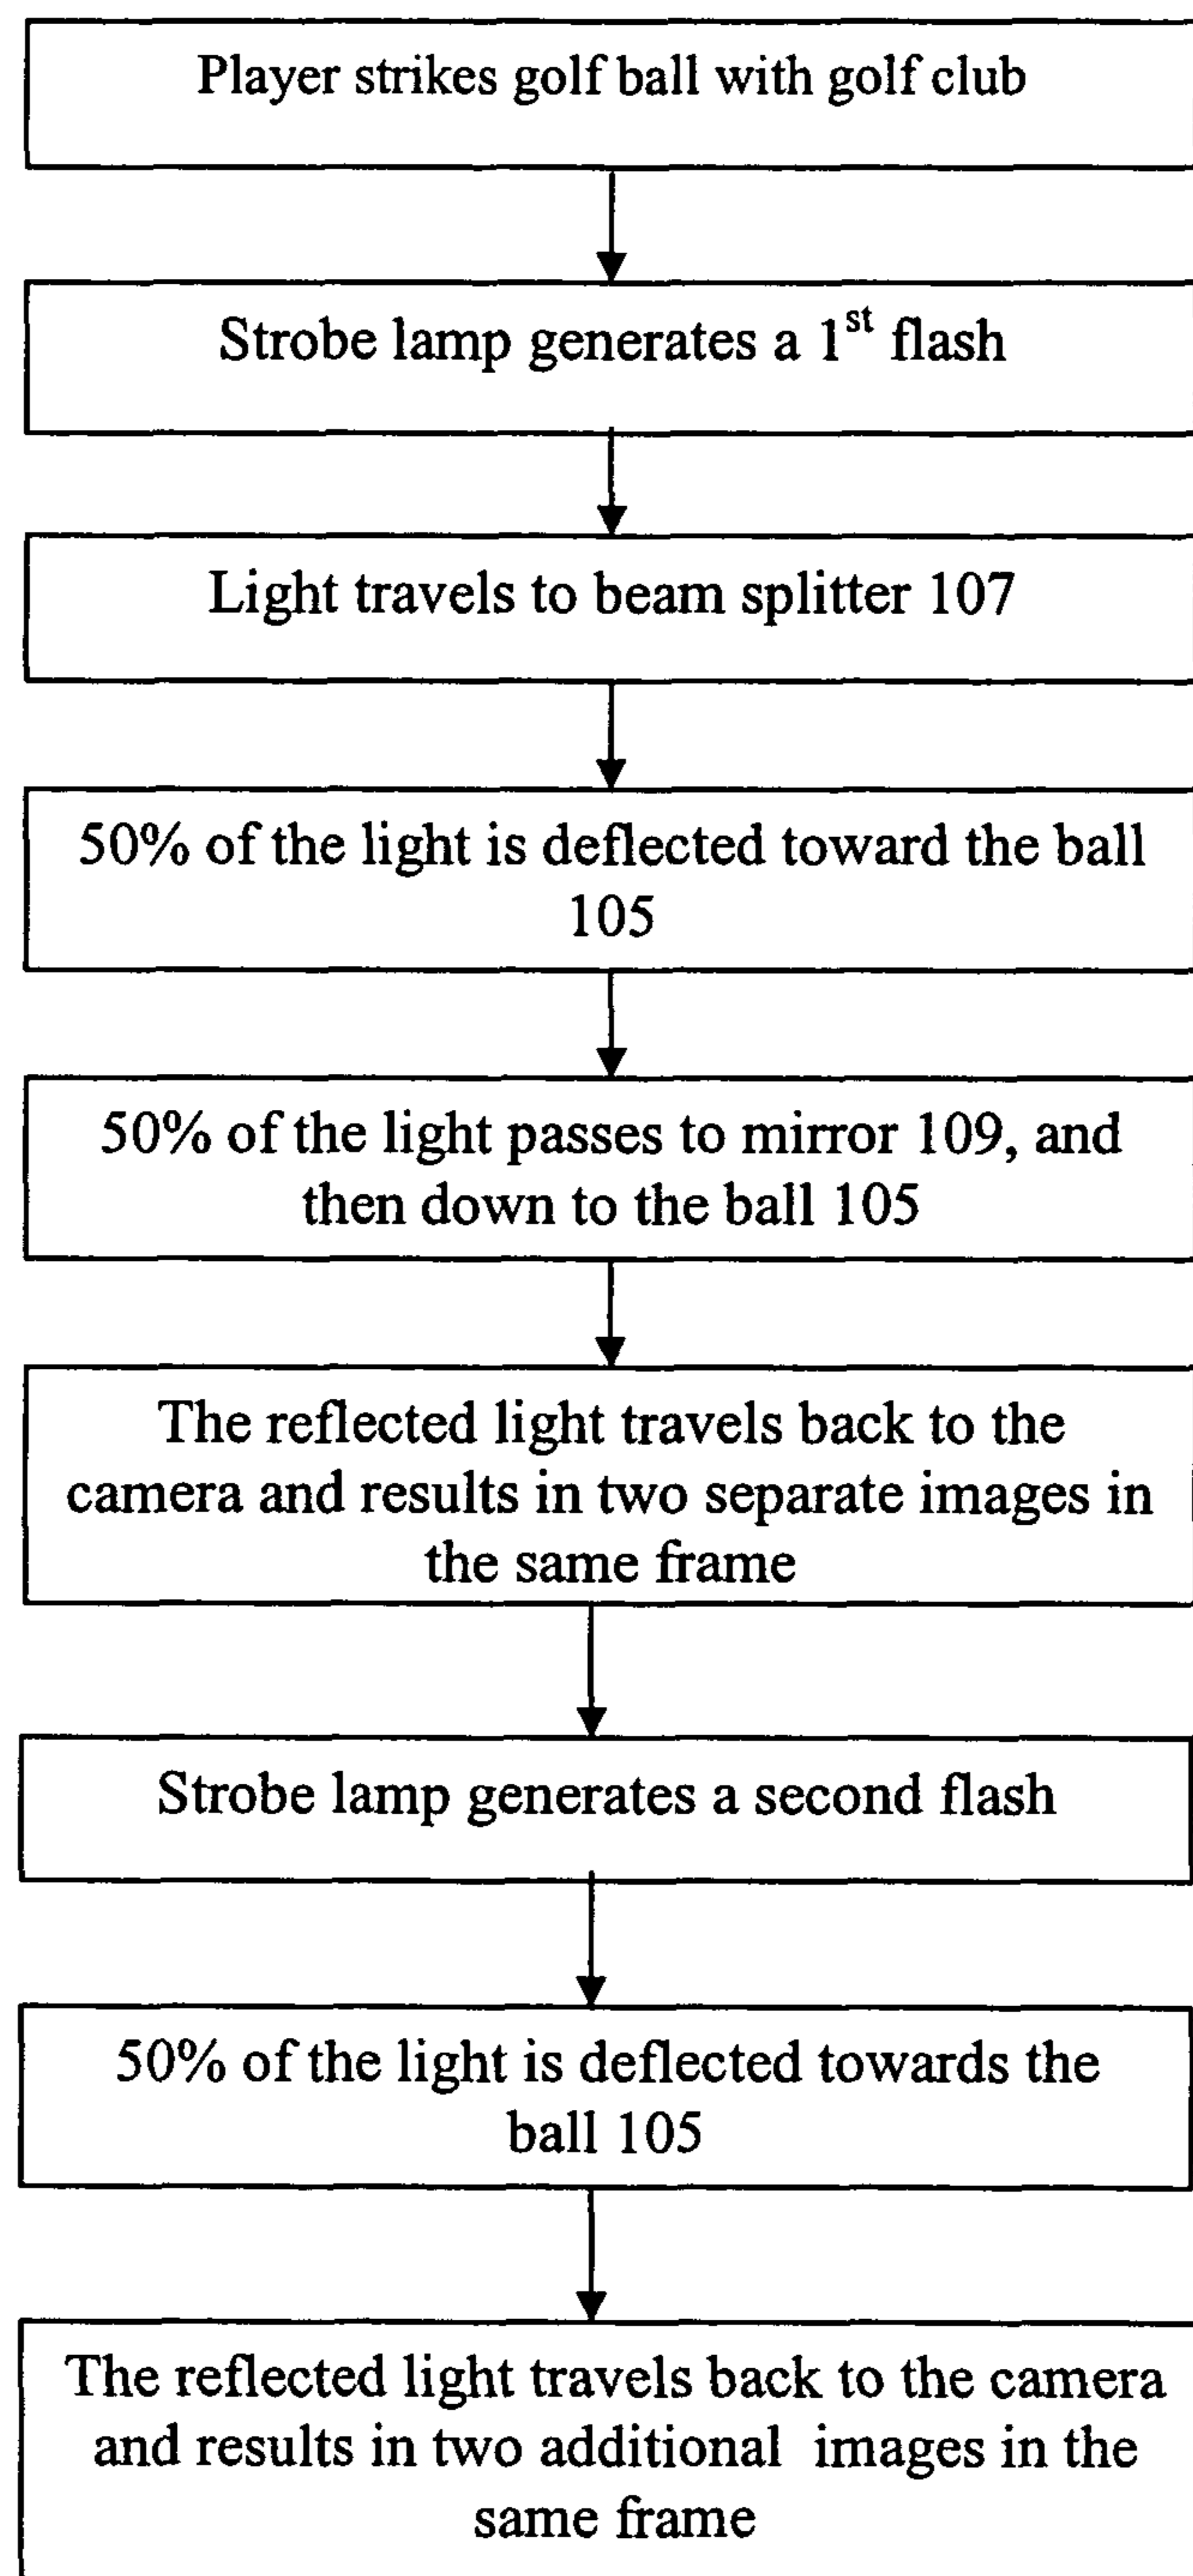 Player strikes golf ball with golf club
Strobe lamp generates a 1st flash
Light travels to beam splitter 107
50% of the light is deflected toward the ball
105
50% of the light passes to mirror 109, and
then down to the ball 105
The reflected light travels back to the
camera and results in two separate images in
the same frame
Strobe lamp generates a second flash
50% of the light is deflected towards the
ball 105
The reflected light travels back to the camera
and results in two additional images in the
same frame